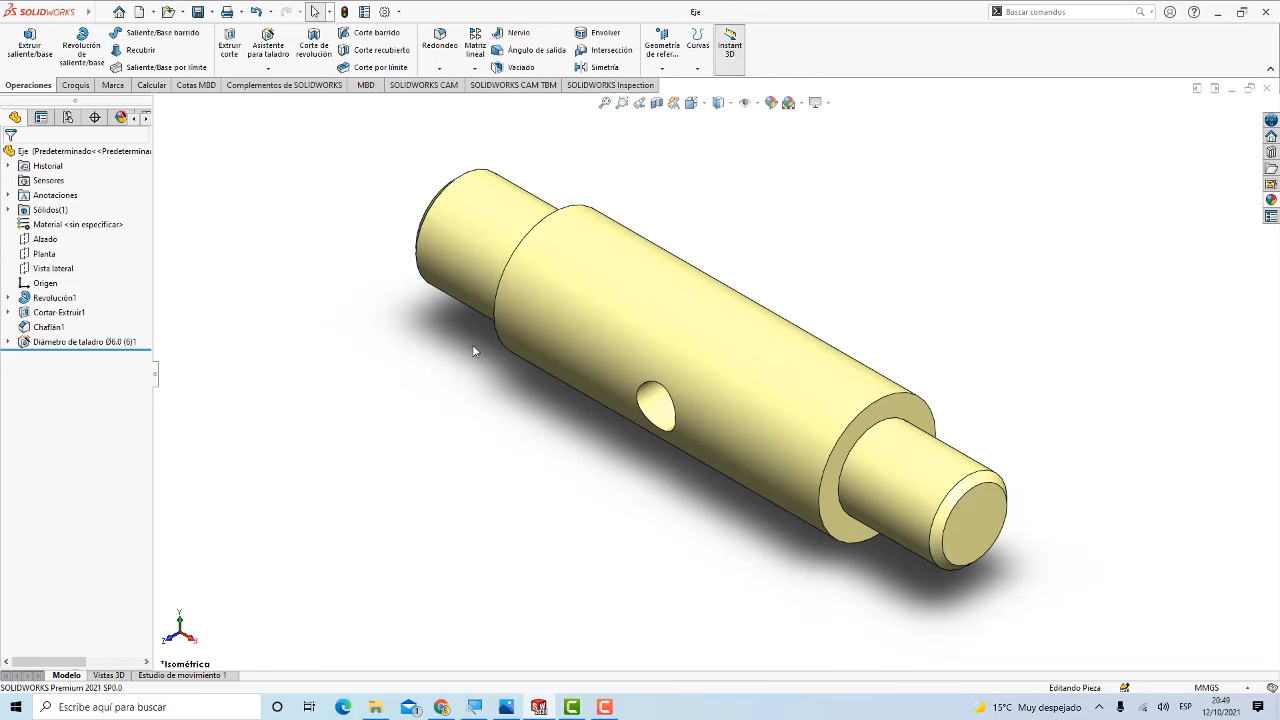 SOLIDWORKS
Eje
Buscar comandos
Extruir saliente/base
Revolución de saliente/base
Saliente/Base barrido
Recubrir
Saliente/Base por límite
Extruir corte
Asistente para taladro
Corte de revolución
Corte barrido
Corte recubierto
Corte por límite
Redondeo
Matriz lineal
Nervio
Ángulo de salida
Vaciado
Envolver
Intersección
Simetría
Geometría de refer...
Curvas
Instant 3D
Operaciones
Croquis
Marca
Calcular
Cotas MBD
Complementos de SOLIDWORKS
MBD
SOLIDWORKS CAM
SOLIDWORKS CAM TBM
SOLIDWORKS Inspection
Eje (Predeterminado<<Predetermina
Historial
Sensores
Anotaciones
Sólidos(1)
Material <sin especificar>
Alzado
Planta
Vista lateral
Origen
Revolución1
Cortar-Extruir1
Chaflán1
Diámetro de taladro Ø6.0 (6)1
Y
Z
X
*Isométrica
Modelo
Vistas 3D
Estudio de movimiento 1
SOLIDWORKS Premium 2021 SP0.0
Editando Pieza
MMGS
Escribe aquí para buscar
15°C Muy despejado
ESP
20:49
12/10/2021